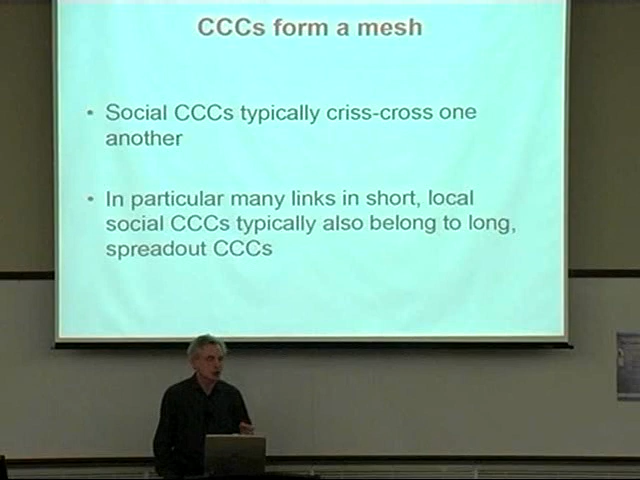 CCCs form a mesh
• Social CCCs typically criss-cross one
another
• In particular many links in short, local
social CCCs typically also belong to long,
spreadout CCCs